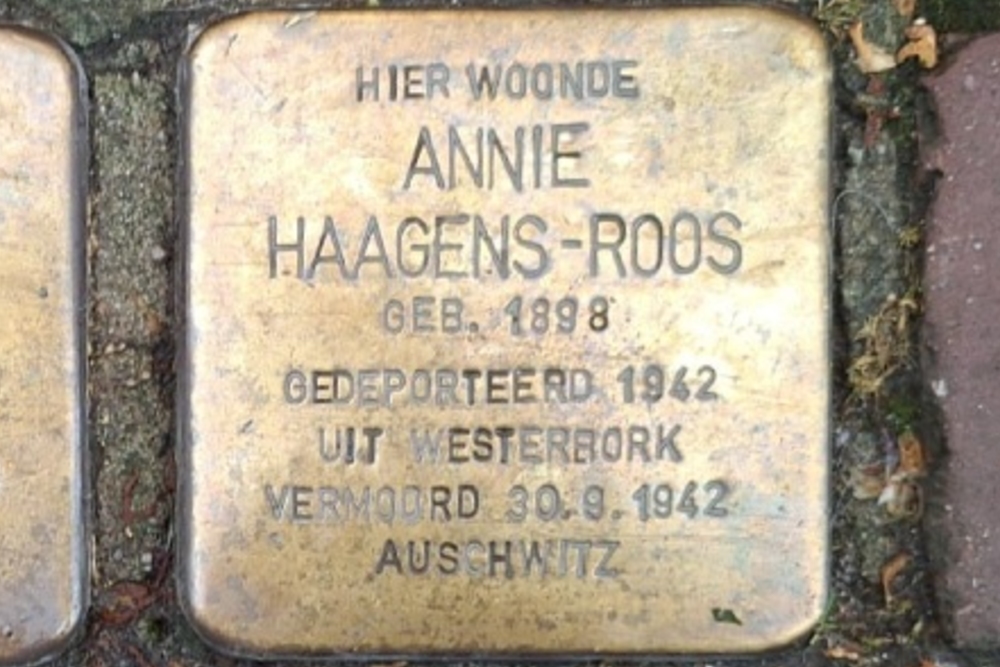 HIER WOONDE
ANNIE
HAAGENS-ROOS
GEB. 1898
GEDEPORTEERD 1942
UIT WESTERBORK
VERMOORD 30.9.1942
AUSCHWITZ